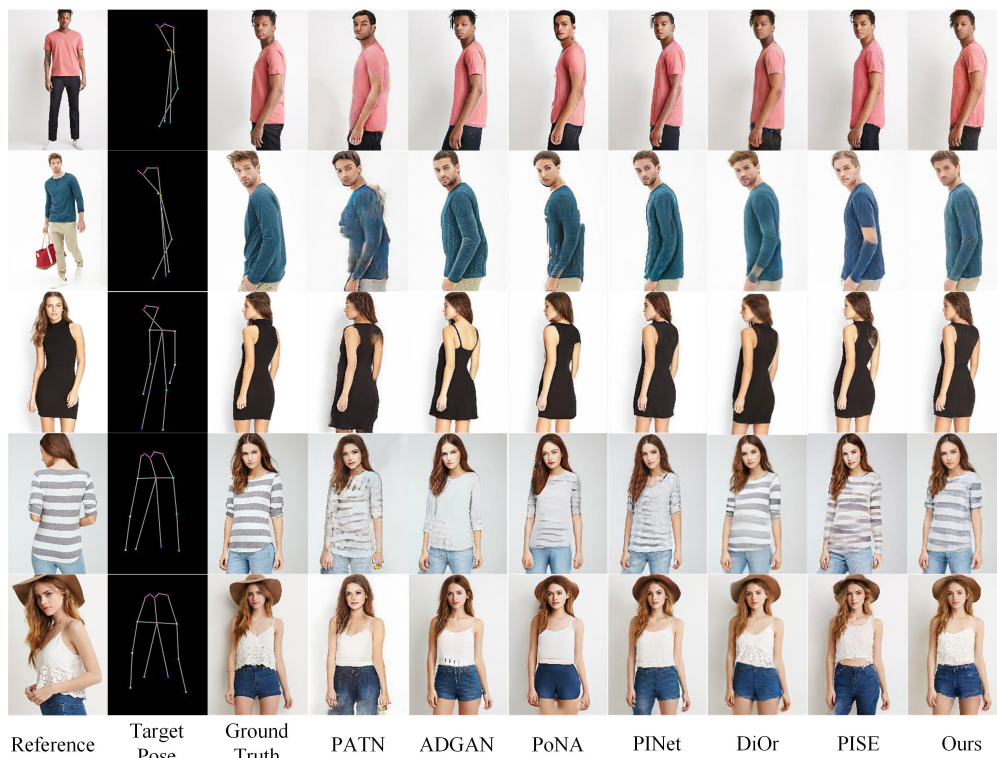 Reference
Target
Pose
Ground
Truth
PATN
ADGAN
PoNA
PINet
DiOr
PISE
Ours